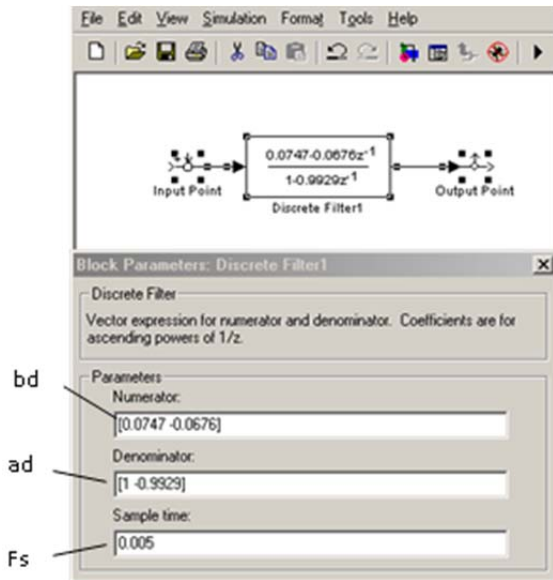 File Edit View Simulation Format Tools Help
0.0747-0.0676z-1
1-0.9929z-1
Input Point
Output Point
Discrete Filter1
Block Parameters: Discrete Filter1
Discrete Filter
Vector expression for numerator and denominator. Coefficients are for
ascending powers of 1/z.
Parameters
bd
Numerator:
[0.0747 -0.0676]
ad
Denominator:
[1 -0.9929]
Sample time:
Fs
0.005